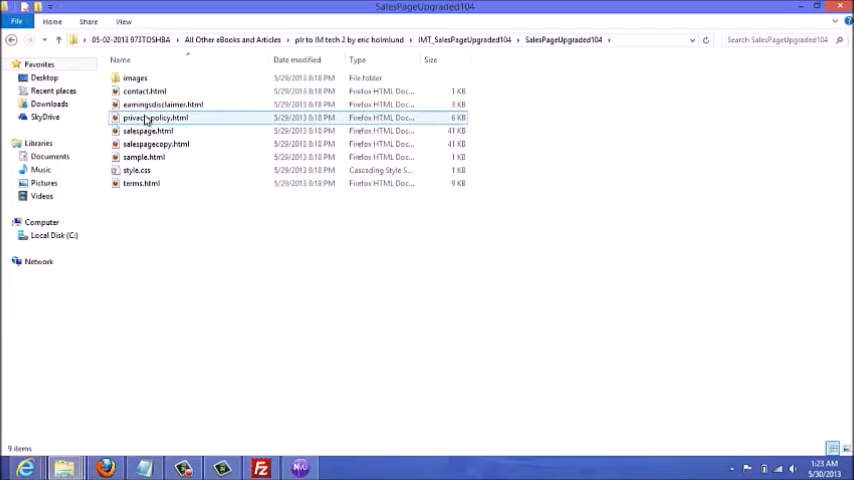 SalesPageUpgraded104
File Home Share View
05-02-2013 973TOSHBA All Other eBooks and Articles plr to IM tech 2 by eric holmlund IMT_SalesPageUpgraded104 SalesPageUpgraded104 Search SalesPageUpgraded104
Name Date modified Type Size
Favorites
Desktop
Recent places
Downloads
SkyDrive
Libraries
Documents
Music
Pictures
Videos
Computer
Local Disk (C:)
Network
images 5/29/2013 8:18 PM File folder
contact.html 5/29/2013 8:18 PM Firefox HTML Doc... 1 KB
earningsdisclaimer.html 5/29/2013 8:18 PM Firefox HTML Doc... 3 KB
privacypolicy.html 5/29/2013 8:18 PM Firefox HTML Doc... 6 KB
salespage.html 5/29/2013 8:18 PM Firefox HTML Doc... 41 KB
salespagecopy.html 5/29/2013 8:18 PM Firefox HTML Doc... 41 KB
sample.html 5/29/2013 8:18 PM Firefox HTML Doc... 1 KB
style.css 5/29/2013 8:18 PM Cascading Style S... 1 KB
terms.html 5/29/2013 8:18 PM Firefox HTML Doc... 9 KB
9 items
1:23 AM
5/30/2013